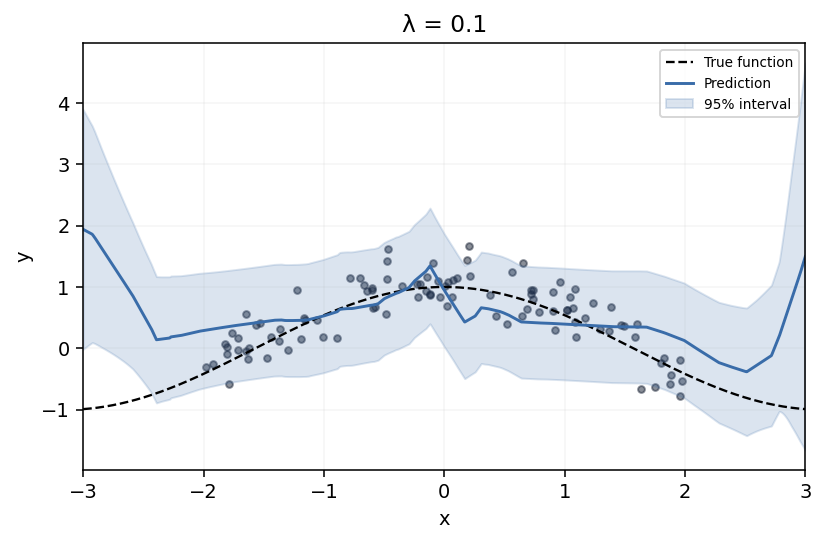 λ = 0.1
True function
Prediction
95% interval
y
4
3
2
1
0
−1
−3
−2
−1
0
1
2
3
x